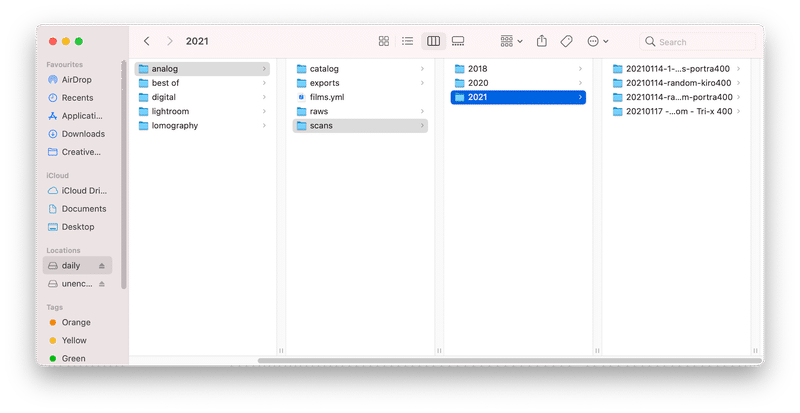 2021
Search
Favourites
AirDrop
Recents
Applicati...
Downloads
Creative...
iCloud
iCloud Dri...
Documents
Desktop
Locations
daily
unenc...
Tags
Orange
Yellow
Green
analog
best of
digital
lightroom
lomography
catalog
exports
films.yml
raws
scans
2018
2020
2021
20210114-1-...s-portra400
20210114-random-kiro400
20210114-ra...m-portra400
20210117 -...om - Tri-x 400